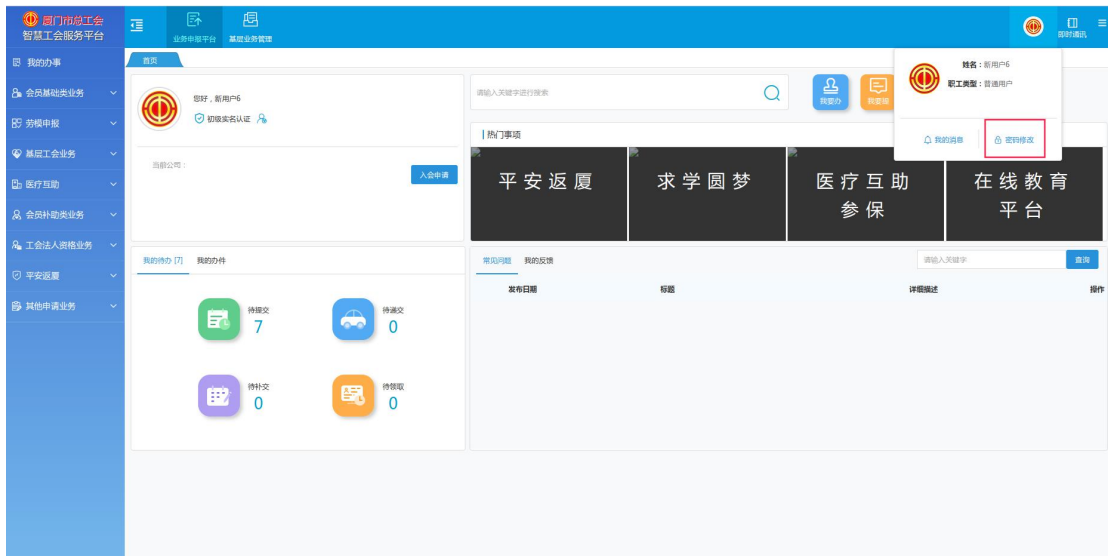 厦门市总工会
智慧工会服务平台
业务申报平台
基层业务管理
即时通讯
我的办事
会员基础类业务
劳模申报
基层工会业务
医疗互助
会员补助类业务
工会法人资格业务
平安返厦
其他申请业务
首页
您好，新用户6
初级实名认证
当前公司：
入会申请
请输入关键字进行搜索
我要办
姓名：新用户6
职工类型：普通用户
我的消息
密码修改
热门事项
平安返厦
求学圆梦
医疗互助
参保
在线教育
平台
我的待办 [7]
我的办件
待提交
7
待递交
0
待补交
0
待领取
0
常见问题
我的反馈
请输入关键字
查询
发布日期
标题
详细描述
操作